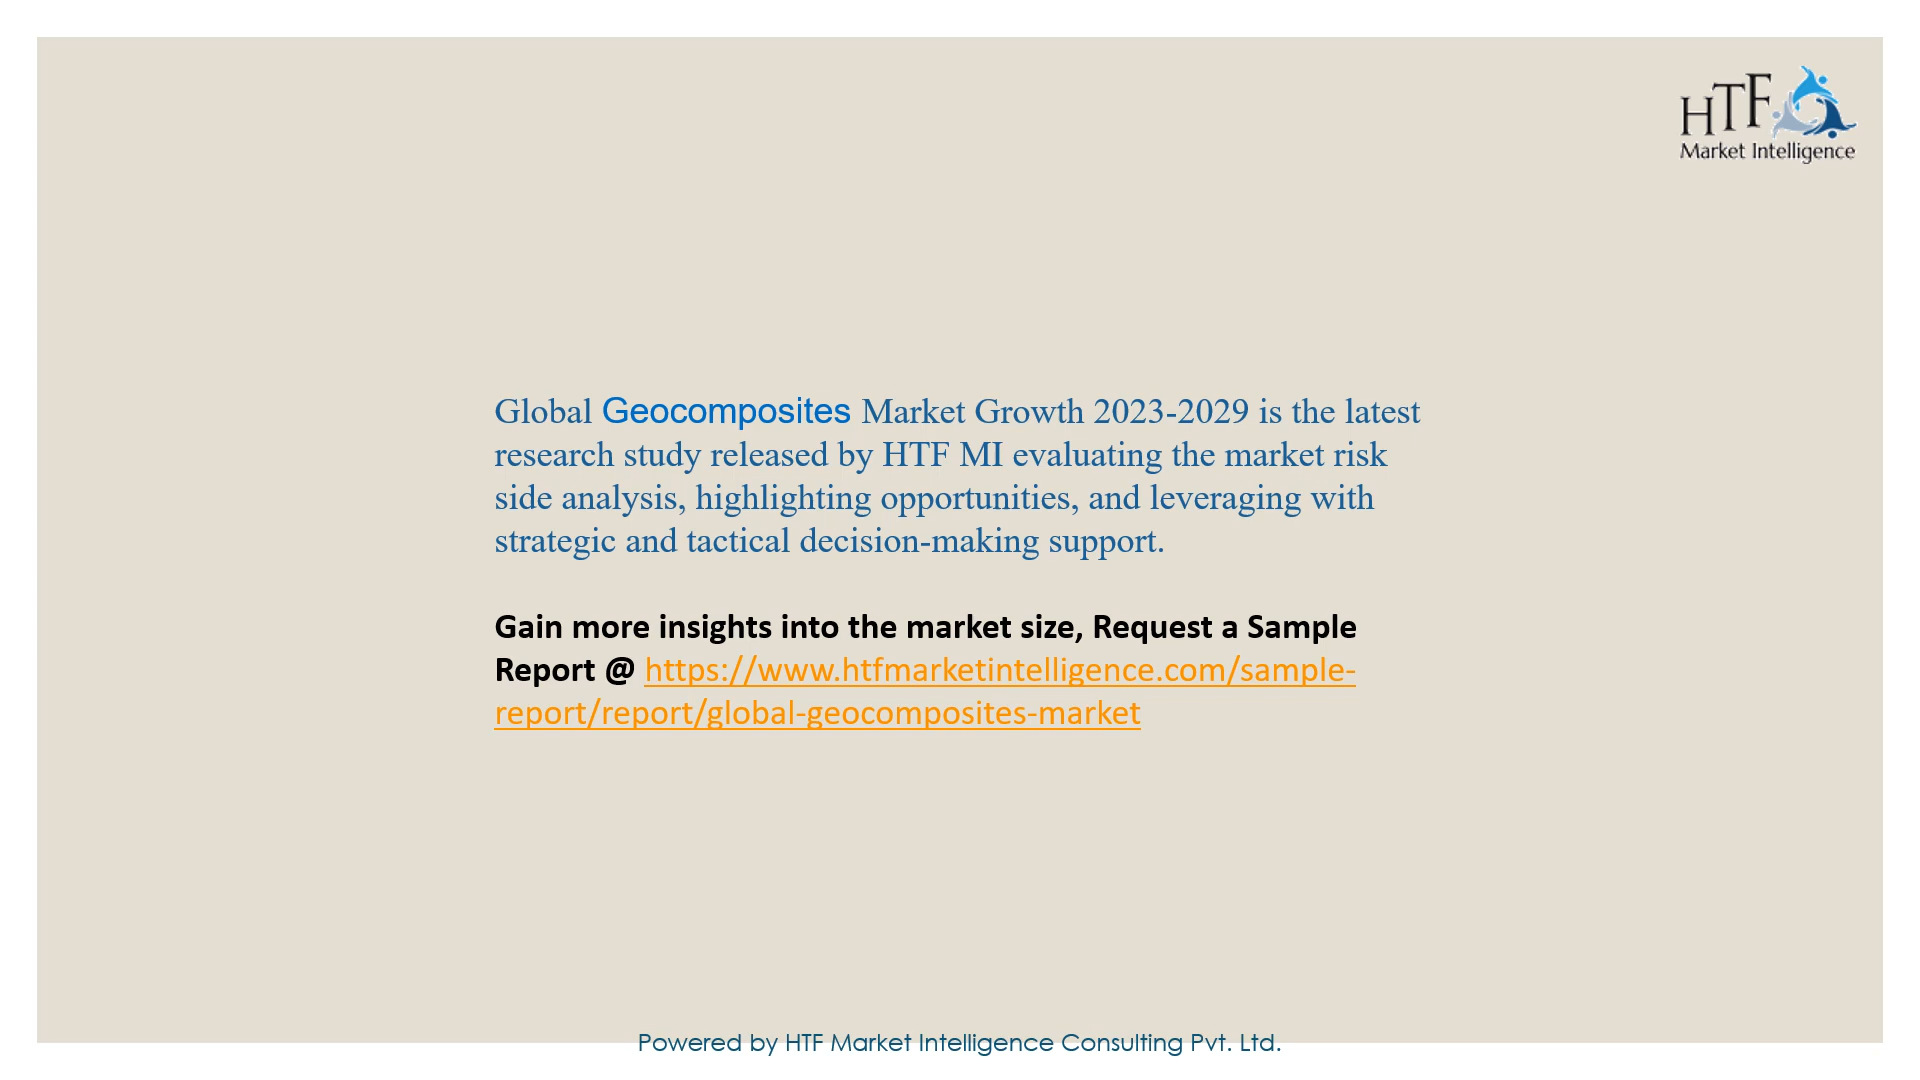 HTF
Market Intelligence
Global Geocomposites Market Growth 2023-2029 is the latest
research study released by HTF MI evaluating the market risk
side analysis, highlighting opportunities, and leveraging with
strategic and tactical decision-making support.
Gain more insights into the market size, Request a Sample
Report @ https://www.htfmarketintelligence.com/sample-
report/report/global-geocomposites-market
Powered by HTF Market Intelligence Consulting Pvt. Ltd.